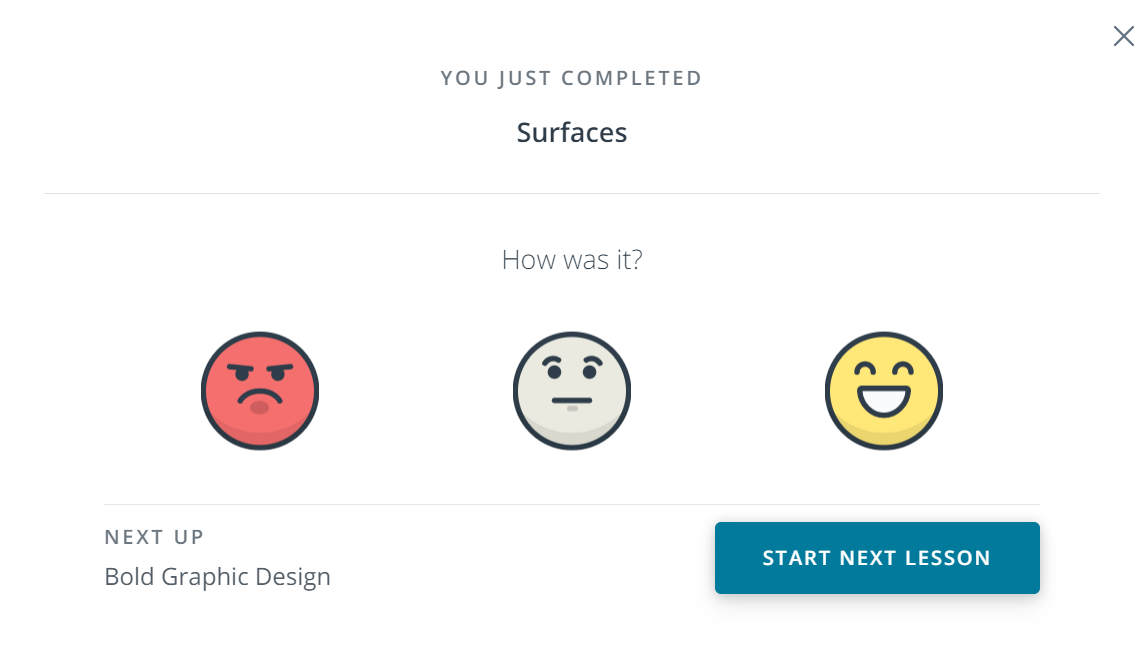 YOU JUST COMPLETED
Surfaces
How was it?
NEXT UP
Bold Graphic Design
START NEXT LESSON